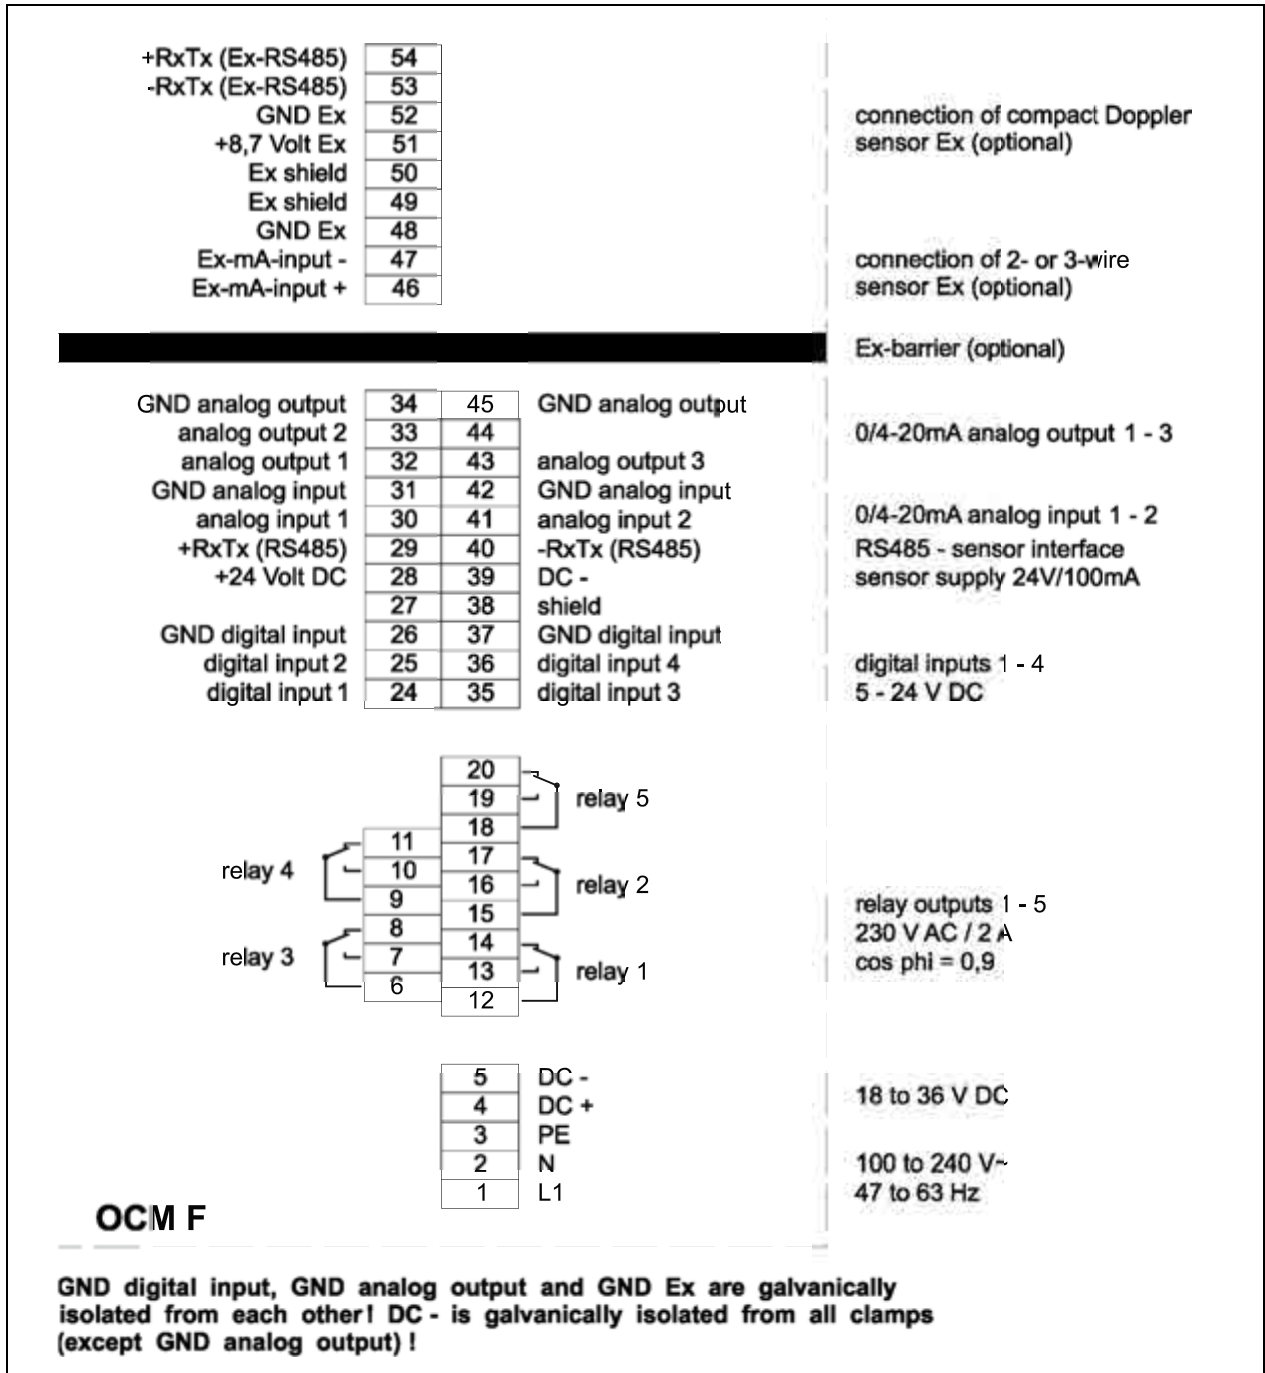 +RxTx (Ex-RS485) 54
-RxTx (Ex-RS485) 53
GND Ex 52 connection of compact Doppler
+8,7 Volt Ex 51 sensor Ex (optional)
Ex shield 50
Ex shield 49
GND Ex 48
Ex-mA-input - 47 connection of 2- or 3-wire
Ex-mA-input + 46 sensor Ex (optional)
Ex-barrier (optional)
GND analog output 34 45 GND analog output
analog output 2 33 44 0/4-20mA analog output 1 - 3
analog output 1 32 43 analog output 3
GND analog input 31 42 GND analog input
analog input 1 30 41 analog input 2 0/4-20mA analog input 1 - 2
+RxTx (RS485) 29 40 -RxTx (RS485) RS485 - sensor interface
+24 Volt DC 28 39 DC - sensor supply 24V/100mA
27 38 shield
GND digital input 26 37 GND digital input
digital input 2 25 36 digital input 4 digital inputs 1 - 4
digital input 1 24 35 digital input 3 5 - 24 V DC
20
19 relay 5
18
11
17
relay 4 10
16 relay 2
9
15 relay outputs 1 - 5
8
14 230 V AC / 2 A
relay 3 7
13 relay 1 cos phi = 0,9
6
12
5 DC -
18 to 36 V DC
4 DC +
3 PE
2 N 100 to 240 V~
1 L1 47 to 63 Hz
OCM F
GND digital input, GND analog output and GND Ex are galvanically
isolated from each other! DC - is galvanically isolated from all clamps
(except GND analog output) !